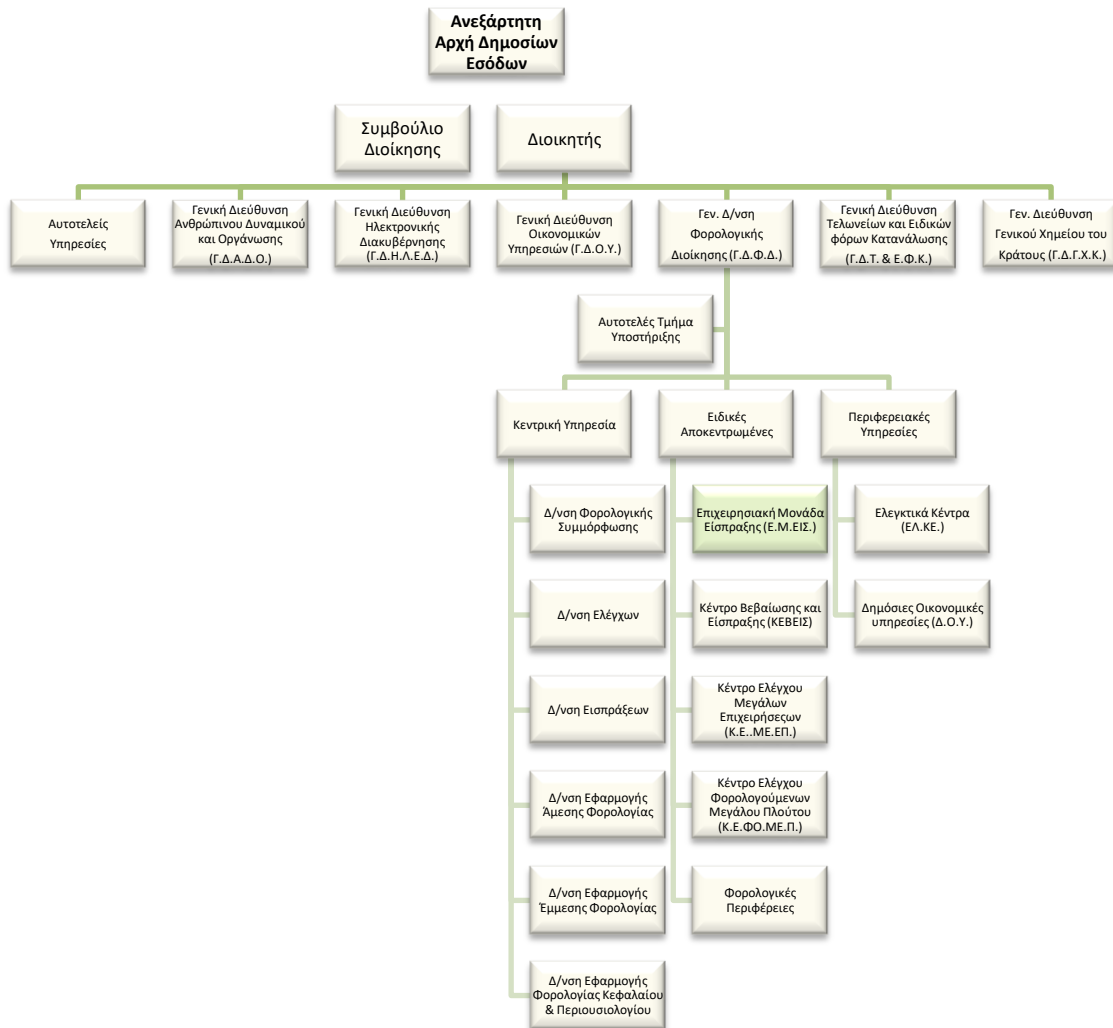 Ανεξάρτητη
Αρχή Δημοσίων
Εσόδων
Συμβούλιο
Διοίκησης
Διοικητής
Αυτοτελείς
Υπηρεσίες
Γενική Διεύθυνση
Ανθρώπινου Δυναμικού
και Οργάνωσης
(Γ.Δ.Α.Δ.Ο.)
Γενική Διεύθυνση
Ηλεκτρονικής
Διακυβέρνησης
(Γ.Δ.Η.Λ.Ε.Δ.)
Γενική Διεύθυνση
Οικονομικών
Υπηρεσιών (Γ.Δ.Ο.Υ.)
Γεν. Δ/νση
Φορολογικής
Διοίκησης (Γ.Δ.Φ.Δ.)
Γενική Διεύθυνση
Τελωνείων και Ειδικών
φόρων Κατανάλωσης
(Γ.Δ.Τ. & Ε.Φ.Κ.)
Γεν. Διεύθυνση
Γενικού Χημείου του
Κράτους (Γ.Δ.Γ.Χ.Κ.)
Αυτοτελές Τμήμα
Υποστήριξης
Κεντρική Υπηρεσία
Ειδικές
Αποκεντρωμένες
Περιφερειακές
Υπηρεσίες
Δ/νση Φορολογικής
Συμμόρφωσης
Επιχειρησιακή Μονάδα
Είσπραξης (Ε.Μ.ΕΙΣ.)
Ελεγκτικά Κέντρα
(ΕΛ.ΚΕ.)
Δ/νση Ελέγχων
Κέντρο Βεβαίωσης και
Είσπραξης (ΚΕΒΕΙΣ)
Δημόσιες Οικονομικές
υπηρεσίες (Δ.Ο.Υ.)
Δ/νση Εισπράξεων
Κέντρο Ελέγχου
Μεγάλων
Επιχειρήσεςων
(Κ.Ε..ΜΕ.ΕΠ.)
Δ/νση Εφαρμογής
Άμεσης Φορολογίας
Κέντρο Ελέγχου
Φορολογούμενων
Μεγάλου Πλούτου
(Κ.Ε.ΦΟ.ΜΕ.Π.)
Δ/νση Εφαρμογής
Έμμεσης Φορολογίας
Φορολογικές
Περιφέρειες
Δ/νση Εφαρμογής
Φορολογίας Κεφαλαίου
& Περιουσιολογίου